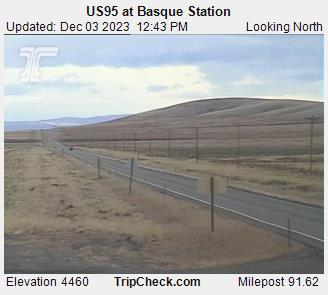 US95 at Basque Station
Updated: Dec 03 2023 12:43 PM Looking North
Elevation 4460 TripCheck.com Milepost 91.62